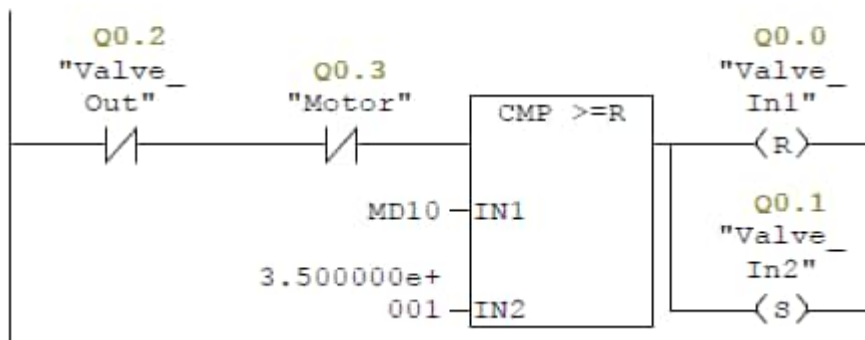 Q0.2
"Valve_
Out"
Q0.3
"Motor"
CMP >=R
MD10
IN1
3.500000e+
001
IN2
Q0.0
"Valve_
In1"
R
Q0.1
"Valve_
In2"
S